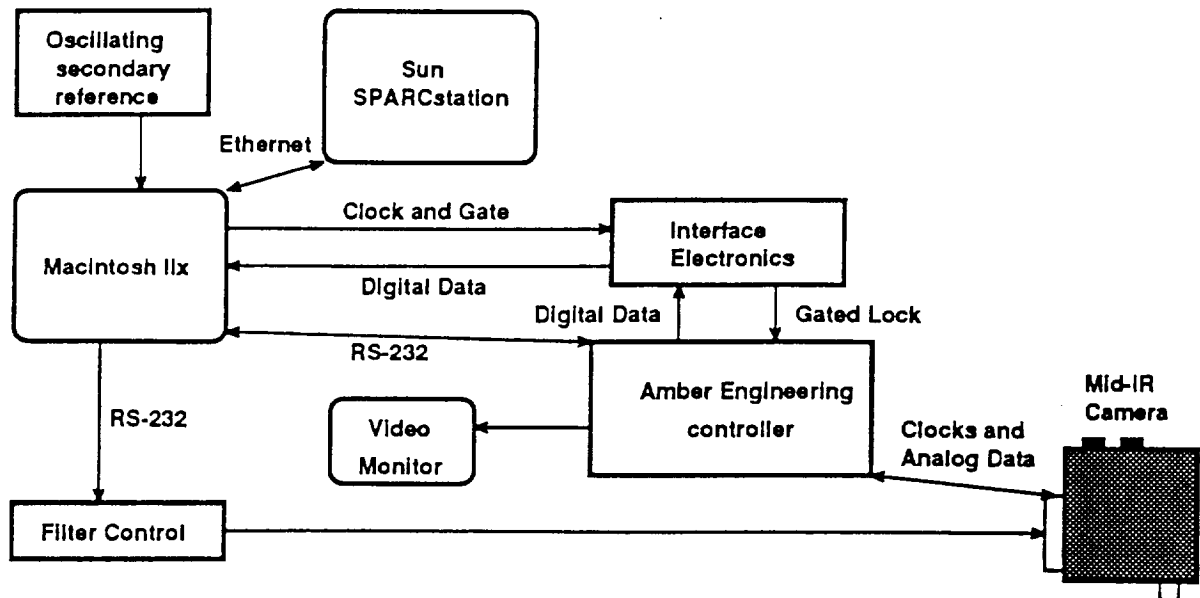 Oscillating
secondary
reference
Sun
SPARCstation
Ethernet
Clock and Gate
Interface
Electronics
Macintosh IIx
Digital Data
Digital Data
Gated Lock
RS-232
Amber Engineering
controller
Mid-IR
Camera
RS-232
Video
Monitor
Clocks and
Analog Data
Filter Control